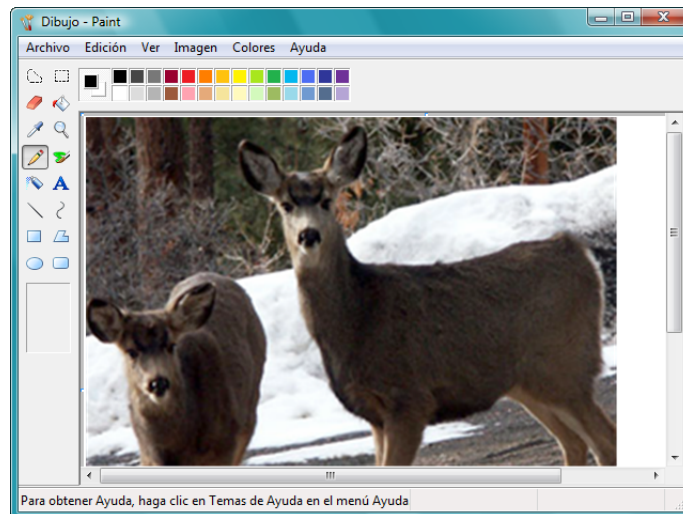 Dibujo - Paint
Archivo Edición Ver Imagen Colores Ayuda
A
Para obtener Ayuda, haga clic en Temas de Ayuda en el menú Ayuda